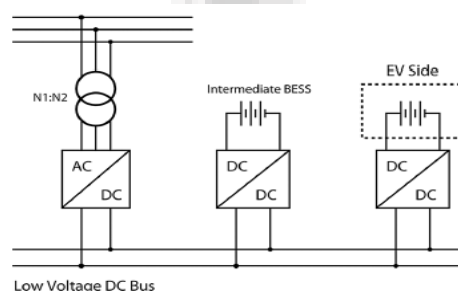 EV Side
Intermediate BESS
N1:N2
AC
DC
DC
DC
DC
DC
Low Voltage DC Bus